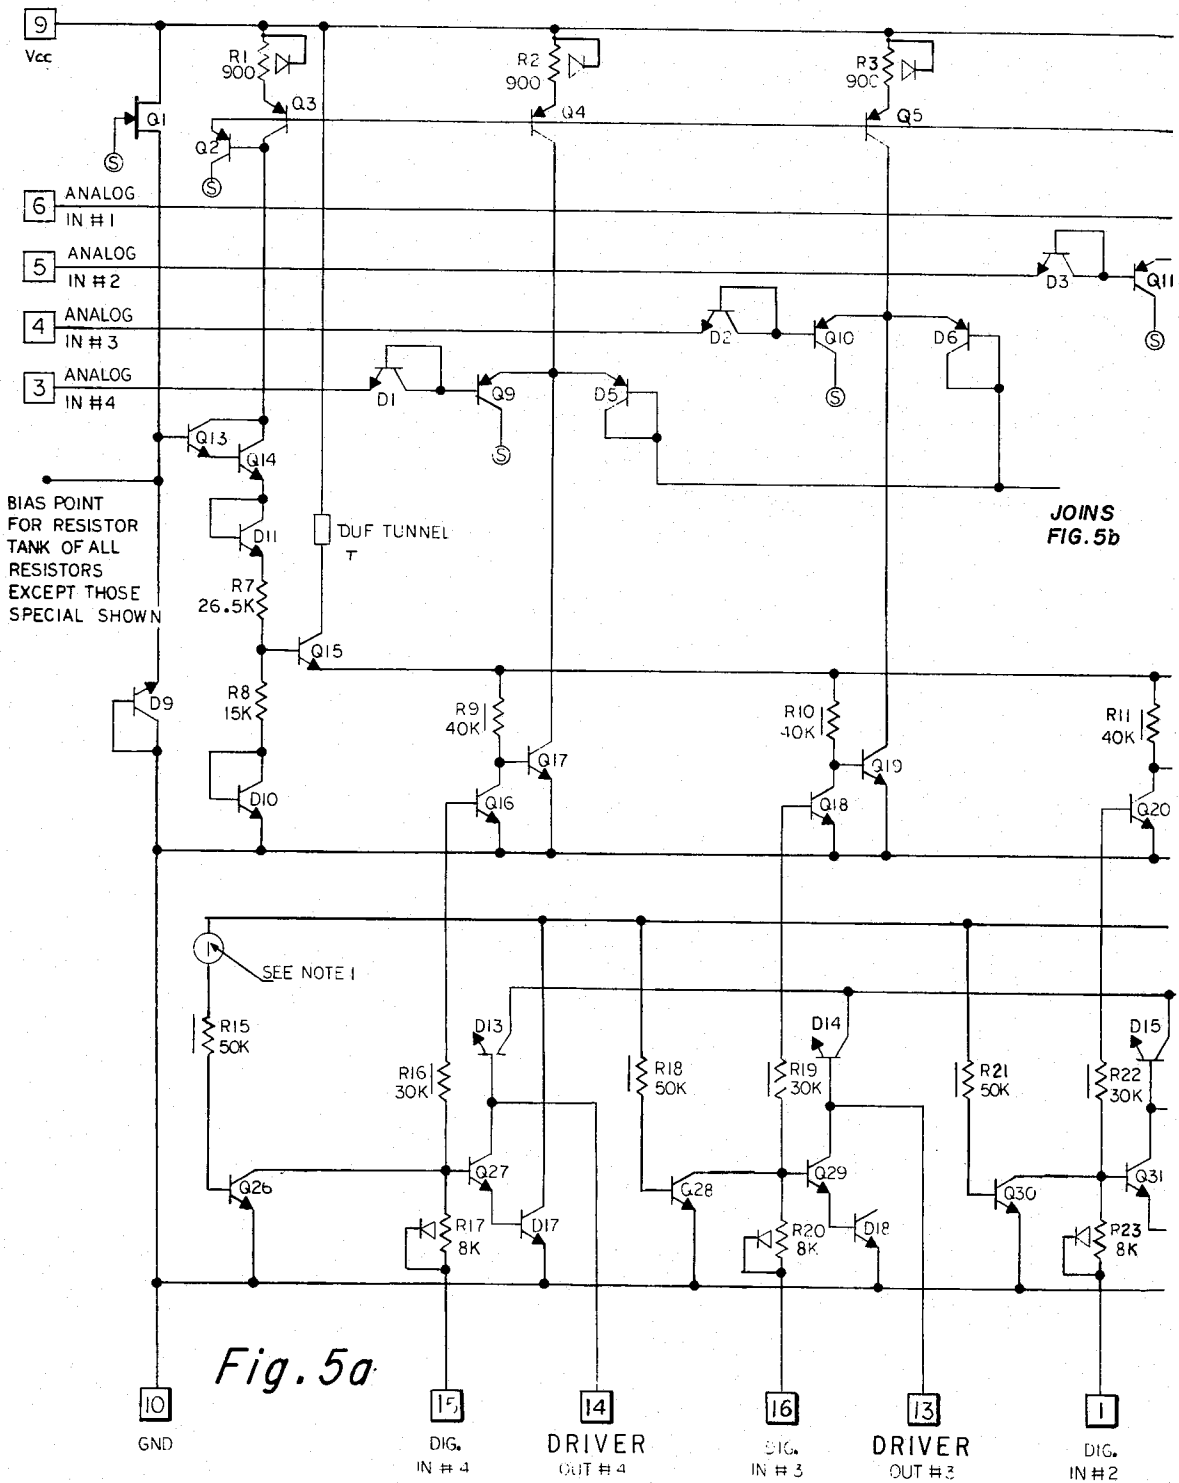 9
Vcc
R1
900
R2
900
R3
900
Q1
Q3
Q4
Q5
Q2
S
S
6
ANALOG
IN #1
5
ANALOG
IN #2
D3
Q11
S
4
ANALOG
IN #3
D2
Q10
D6
S
3
ANALOG
IN #4
D1
Q9
D5
S
Q13
Q14
BIAS POINT
FOR RESISTOR
TANK OF ALL
RESISTORS
EXCEPT THOSE
SPECIAL SHOWN
D11
DUF TUNNEL
T
JOINS
FIG. 5b
R7
26.5K
Q15
D9
R8
15K
R9
40K
R10
40K
R11
40K
Q17
Q19
D10
Q16
Q18
Q20
SEE NOTE 1
I
R15
50K
D13
D14
D15
R16
30K
R18
50K
R19
30K
R21
50K
R22
30K
Q26
Q27
Q28
Q29
Q30
Q31
R17
8K
D17
R20
8K
D18
R23
8K
Fig. 5a
10
GND
15
DIG.
IN #4
14
DRIVER
OUT #4
16
DIG.
IN #3
13
DRIVER
OUT #3
1
DIG.
IN #2